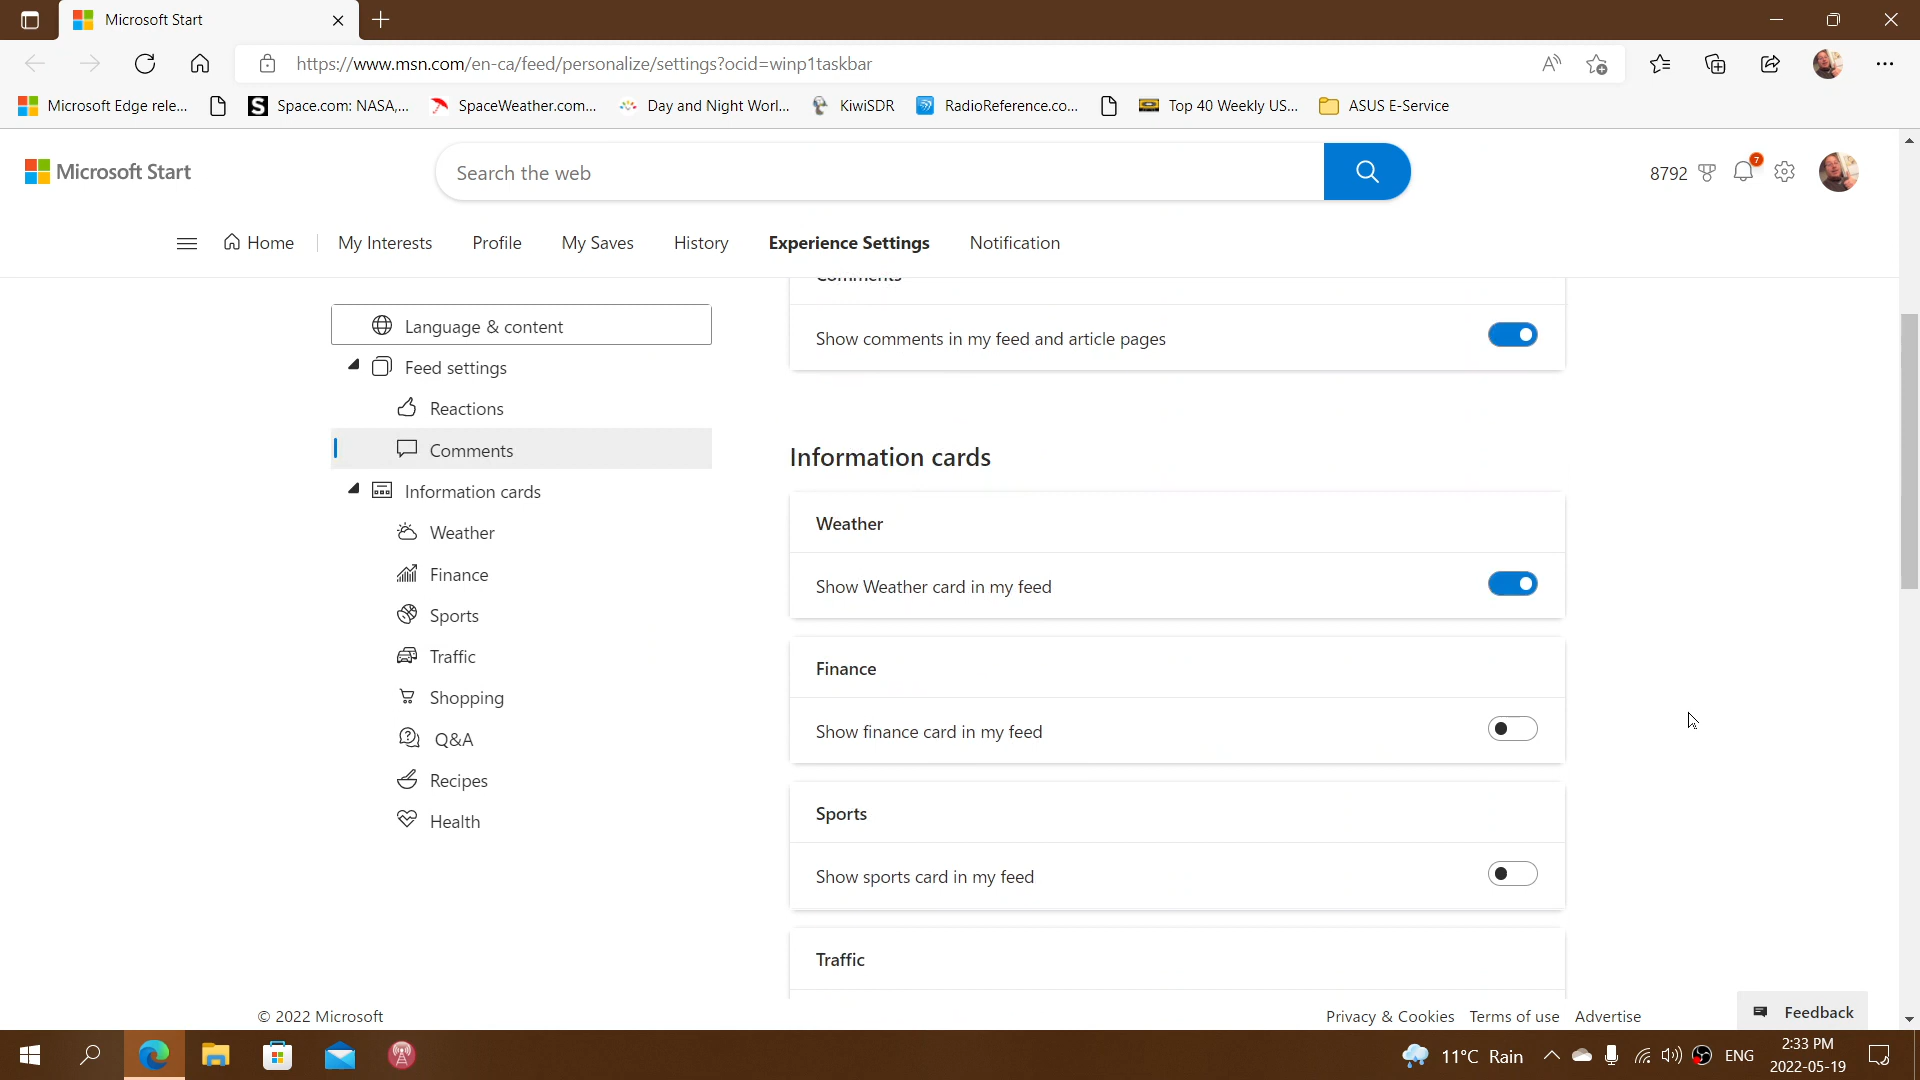 Microsoft Start
https://www.msn.com/en-ca/feed/personalize/settings?ocid=winp1taskbar
Microsoft Edge rele...
Space.com: NASA,...
SpaceWeather.com...
Day and Night Worl...
KiwiSDR
RadioReference.co...
Top 40 Weekly US...
ASUS E-Service
Microsoft Start
Search the web
8792
7
Home
My Interests
Profile
My Saves
History
Experience Settings
Notification
Language & content
Feed settings
Reactions
Comments
Information cards
Weather
Finance
Sports
Traffic
Shopping
Q&A
Recipes
Health
Comments
Show comments in my feed and article pages
Information cards
Weather
Show Weather card in my feed
Finance
Show finance card in my feed
Sports
Show sports card in my feed
Traffic
© 2022 Microsoft
Privacy & Cookies
Terms of use
Advertise
Feedback
11°C Rain
ENG
2:33 PM
2022-05-19